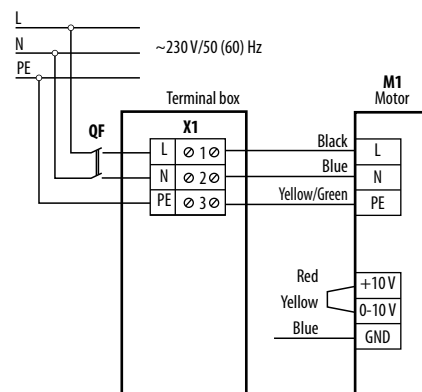 L
N
~230 V/50 (60) Hz
PE
M1
Motor
Terminal box
QF
X1
Black
L
1
L
Blue
N
2
N
Yellow/Green
PE
3
PE
Red
+10 V
Yellow
0-10 V
Blue
GND